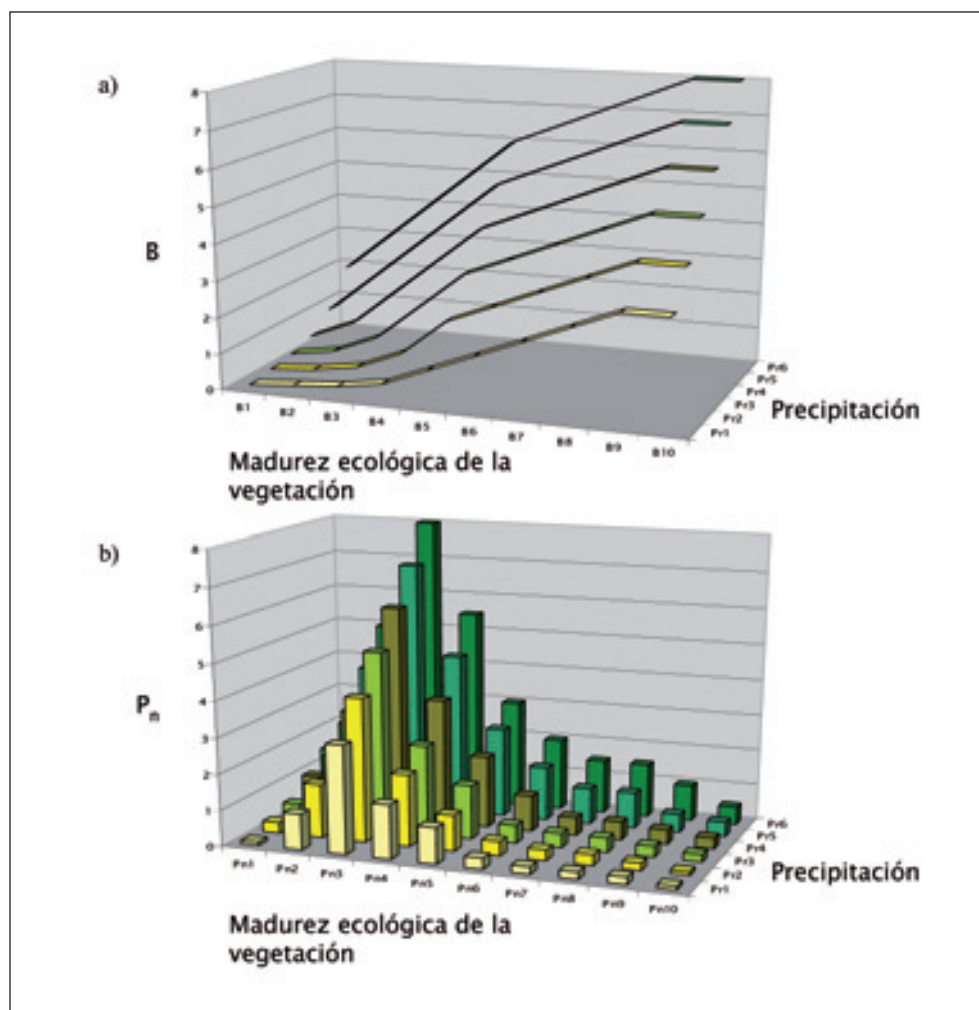 a)
8
7
6
5
4
3
2
1
0
B
B1 B2 B3 B4 B5 B6 B7 B8 B9 B10
Pr6
Pr5
Pr4
Pr3
Pr2
Pr1
Precipitación
Madurez ecológica de la
vegetación
b)
8
7
6
5
4
3
2
1
0
Pn
Pn1 Pn2 Pn3 Pn4 Pn5 Pn6 Pn7 Pn8 Pn9 Pn10
Pr6
Pr5
Pr4
Pr3
Pr2
Pr1
Precipitación
Madurez ecológica de la
vegetación